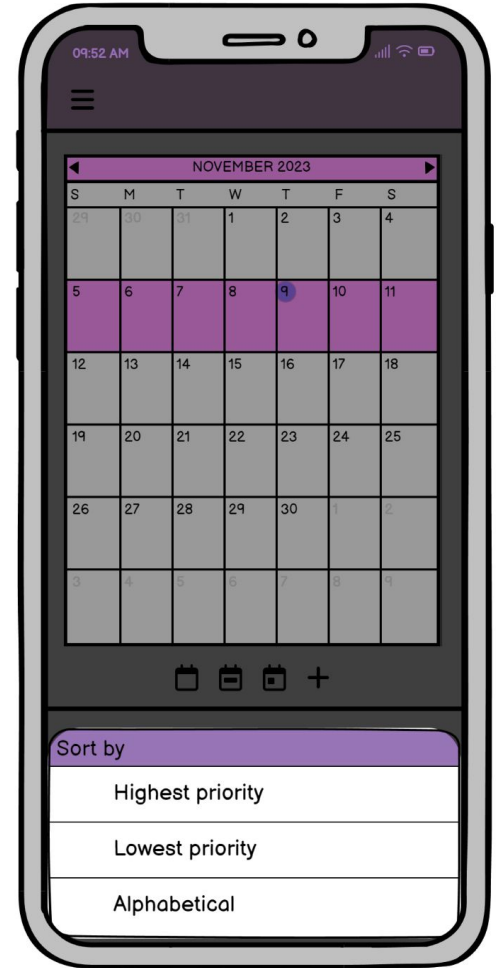 09:52 AM
NOVEMBER 2023
S M T W T F S
29 30 31 1 2 3 4
5 6 7 8 9 10 11
12 13 14 15 16 17 18
19 20 21 22 23 24 25
26 27 28 29 30 1 2
3 4 5 6 7 8 9
Sort by
Highest priority
Lowest priority
Alphabetical